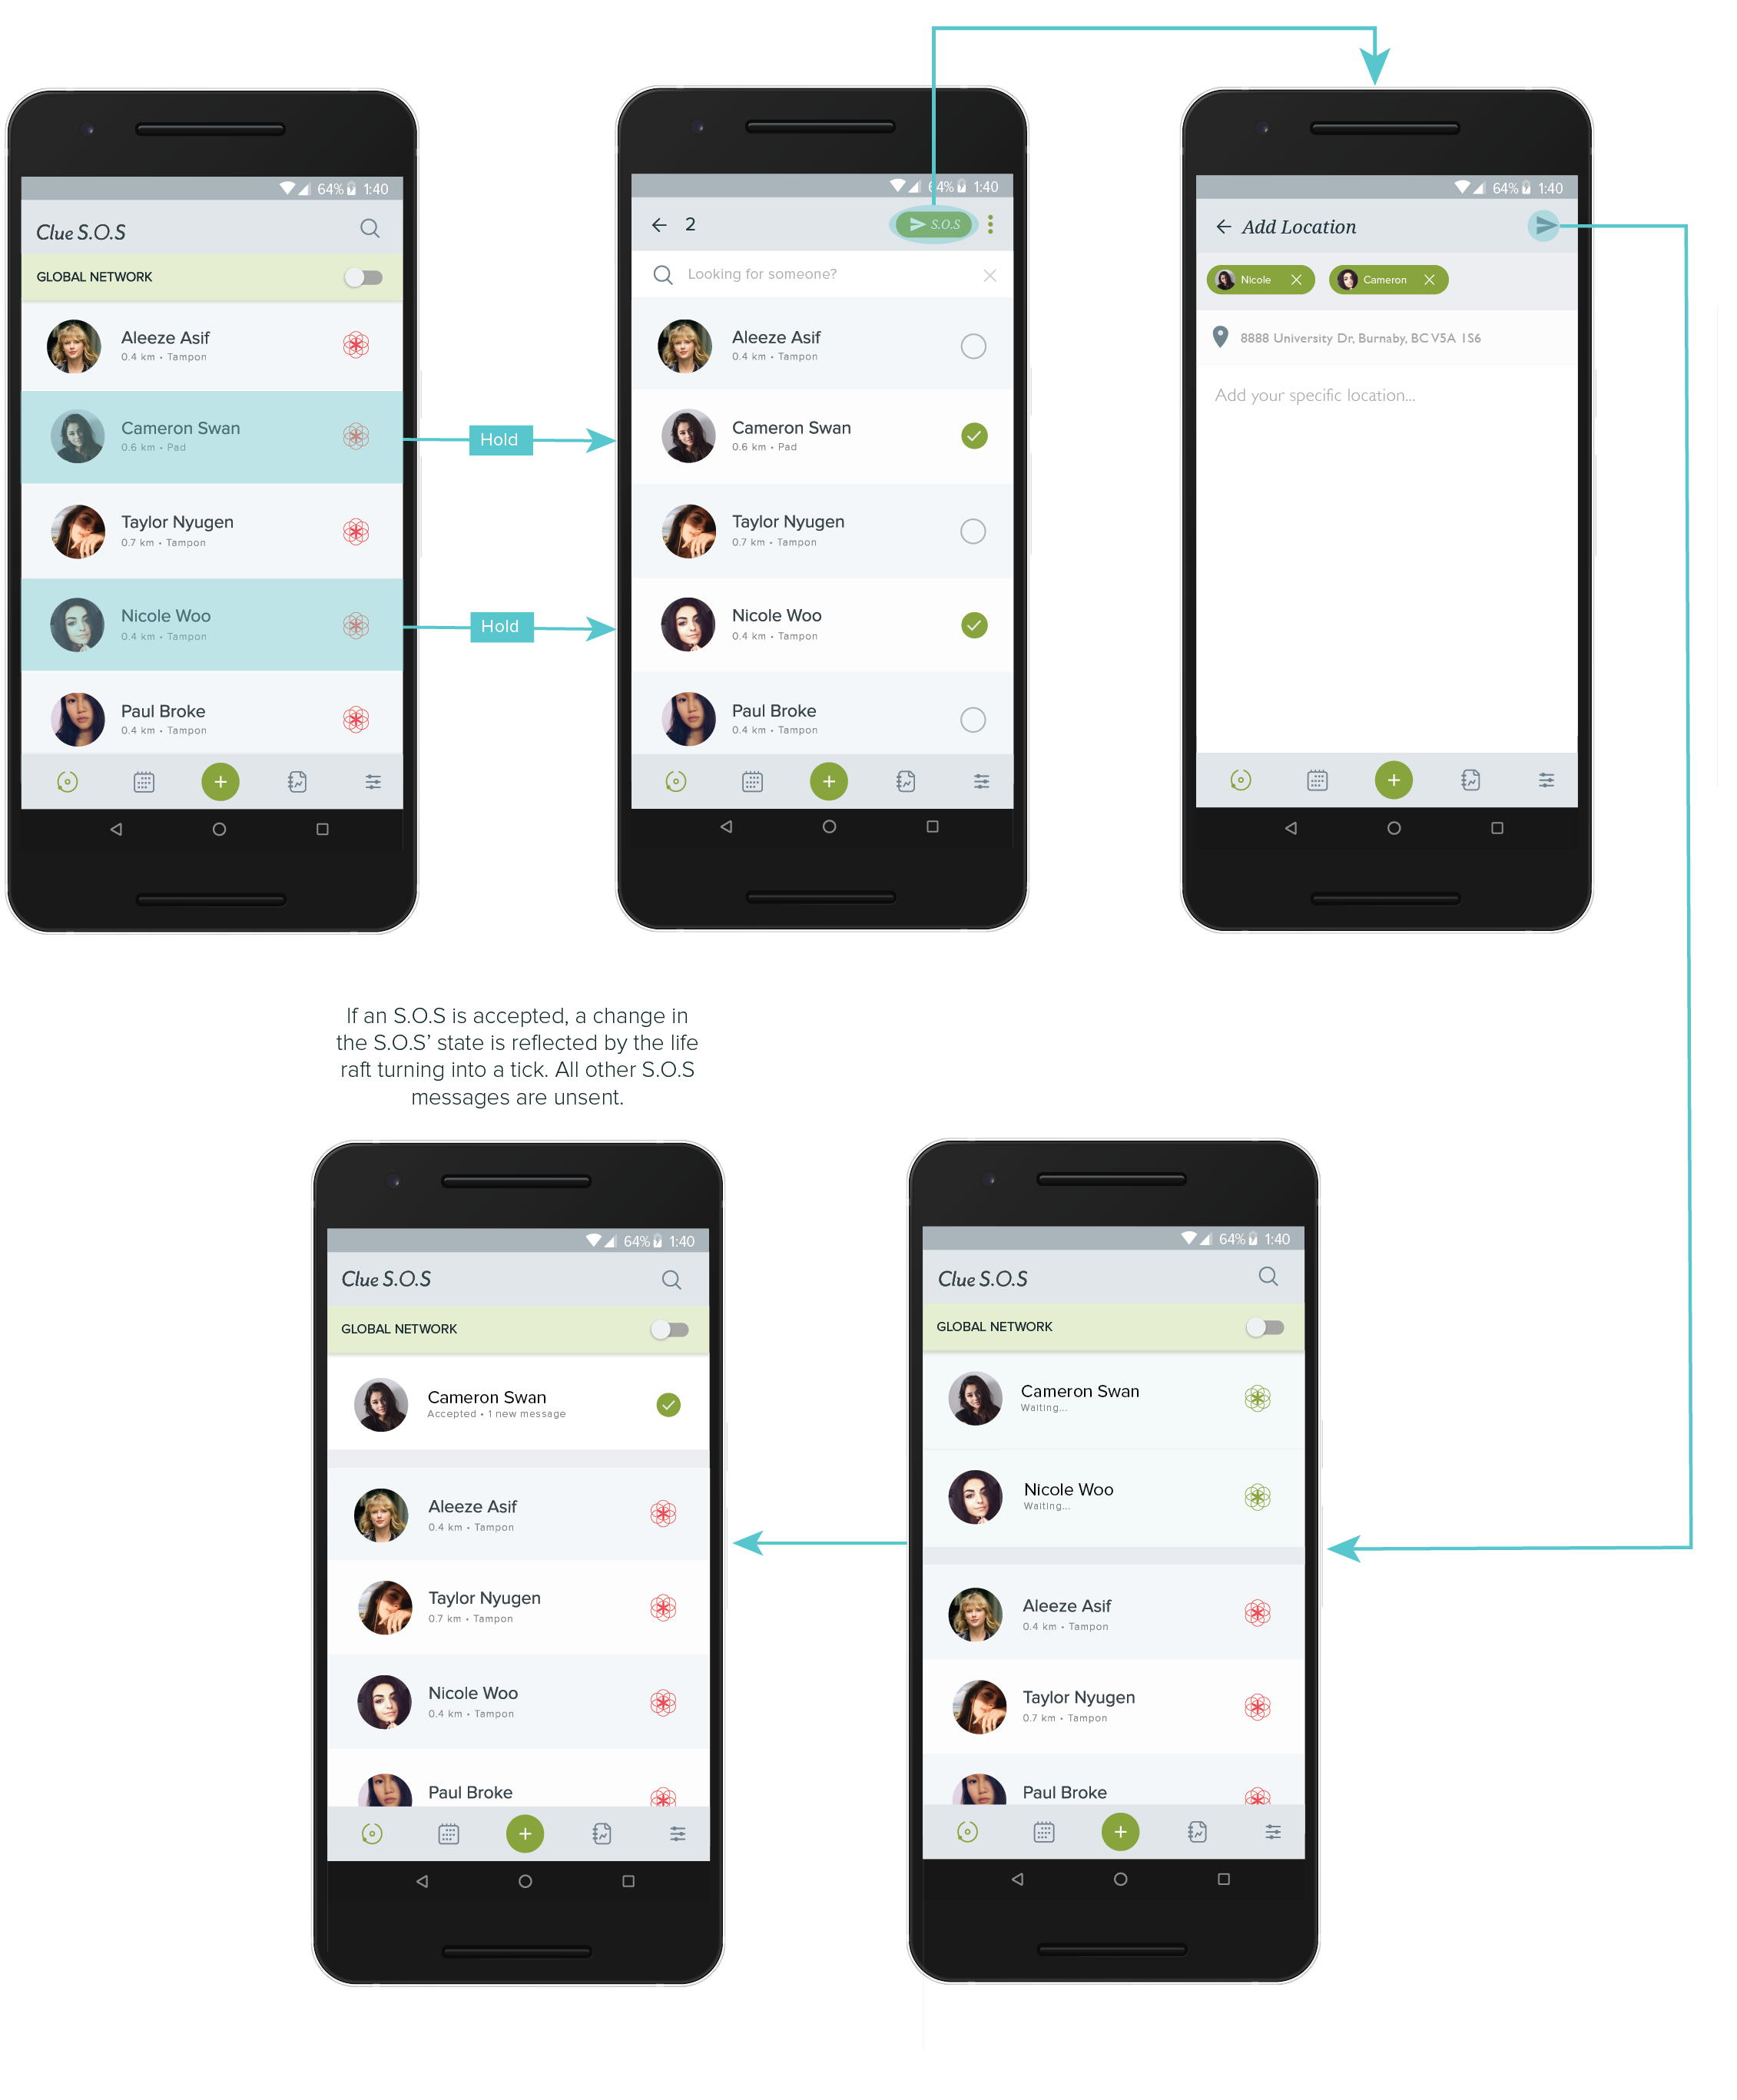 64% 1:40
Clue S.O.S
GLOBAL NETWORK
Aleeze Asif
0.4 km • Tampon
Cameron Swan
0.6 km • Pad
Taylor Nyugen
0.7 km • Tampon
Nicole Woo
0.4 km • Tampon
Paul Broke
0.4 km • Tampon
Hold
Hold
64% 1:40
2 S.O.S
Looking for someone?
Aleeze Asif
0.4 km • Tampon
Cameron Swan
0.6 km • Pad
Taylor Nyugen
0.7 km • Tampon
Nicole Woo
0.4 km • Tampon
Paul Broke
0.4 km • Tampon
64% 1:40
Add Location
Nicole Cameron
8888 University Dr, Burnaby, BC V5A 1S6
Add your specific location...
If an S.O.S is accepted, a change in
the S.O.S’ state is reflected by the life
raft turning into a tick. All other S.O.S
messages are unsent.
64% 1:40
Clue S.O.S
GLOBAL NETWORK
Cameron Swan
Accepted • 1 new message
Aleeze Asif
0.4 km • Tampon
Taylor Nyugen
0.7 km • Tampon
Nicole Woo
0.4 km • Tampon
Paul Broke
64% 1:40
Clue S.O.S
GLOBAL NETWORK
Cameron Swan
Waiting...
Nicole Woo
Waiting...
Aleeze Asif
0.4 km • Tampon
Taylor Nyugen
0.7 km • Tampon
Paul Broke